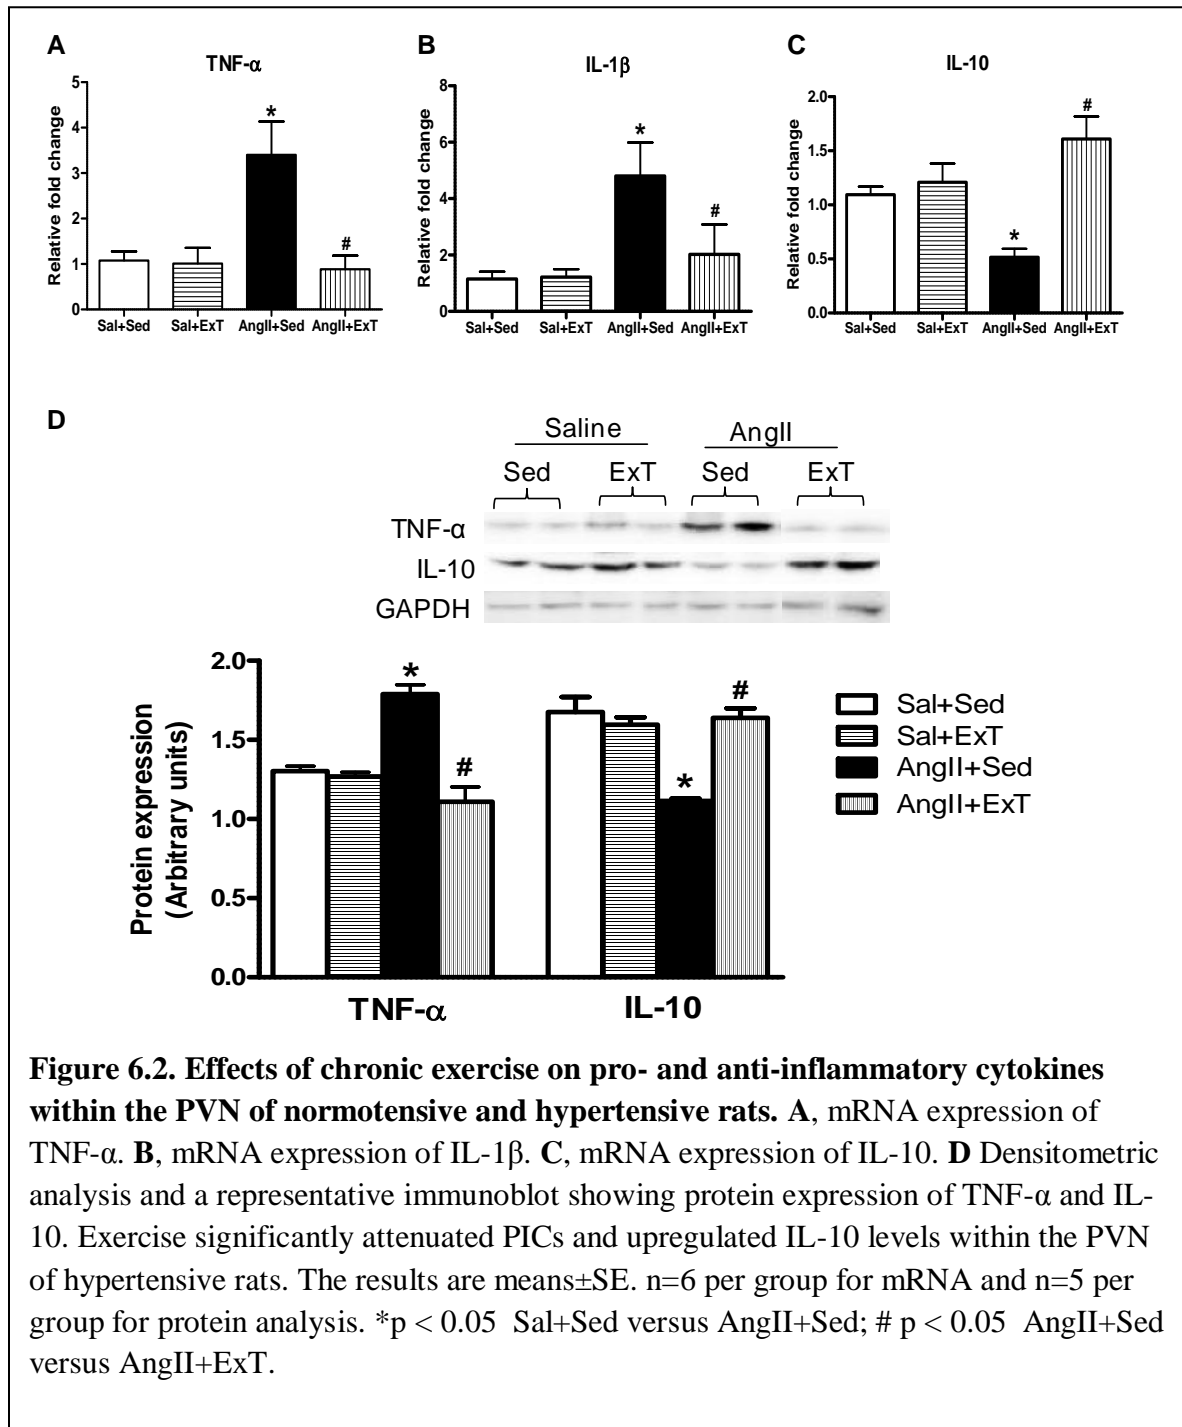 A
B
C
TNF-α
IL-1β
IL-10
Relative fold change
5
4
3
2
1
0
*
#
Sal+Sed
Sal+ExT
AngII+Sed
AngII+ExT
Relative fold change
8
6
4
2
0
*
#
Sal+Sed
Sal+ExT
AngII+Sed
AngII+ExT
Relative fold change
2.0
1.5
1.0
0.5
0.0
*
#
Sal+Sed
Sal+ExT
AngII+Sed
AngII+ExT
D
Saline AngII
Sed ExT Sed ExT
TNF-α
IL-10
GAPDH
Protein expression
(Arbitrary units)
2.0
1.5
1.0
0.5
0.0
*
#
*
#
TNF-α IL-10
Sal+Sed
Sal+ExT
AngII+Sed
AngII+ExT
Figure 6.2. Effects of chronic exercise on pro- and anti-inflammatory cytokines
within the PVN of normotensive and hypertensive rats. A, mRNA expression of
TNF-α. B, mRNA expression of IL-1β. C, mRNA expression of IL-10. D Densitometric
analysis and a representative immunoblot showing protein expression of TNF-α and IL-
10. Exercise significantly attenuated PICs and upregulated IL-10 levels within the PVN
of hypertensive rats. The results are means±SE. n=6 per group for mRNA and n=5 per
group for protein analysis. *p < 0.05  Sal+Sed versus AngII+Sed; # p < 0.05  AngII+Sed
versus AngII+ExT.